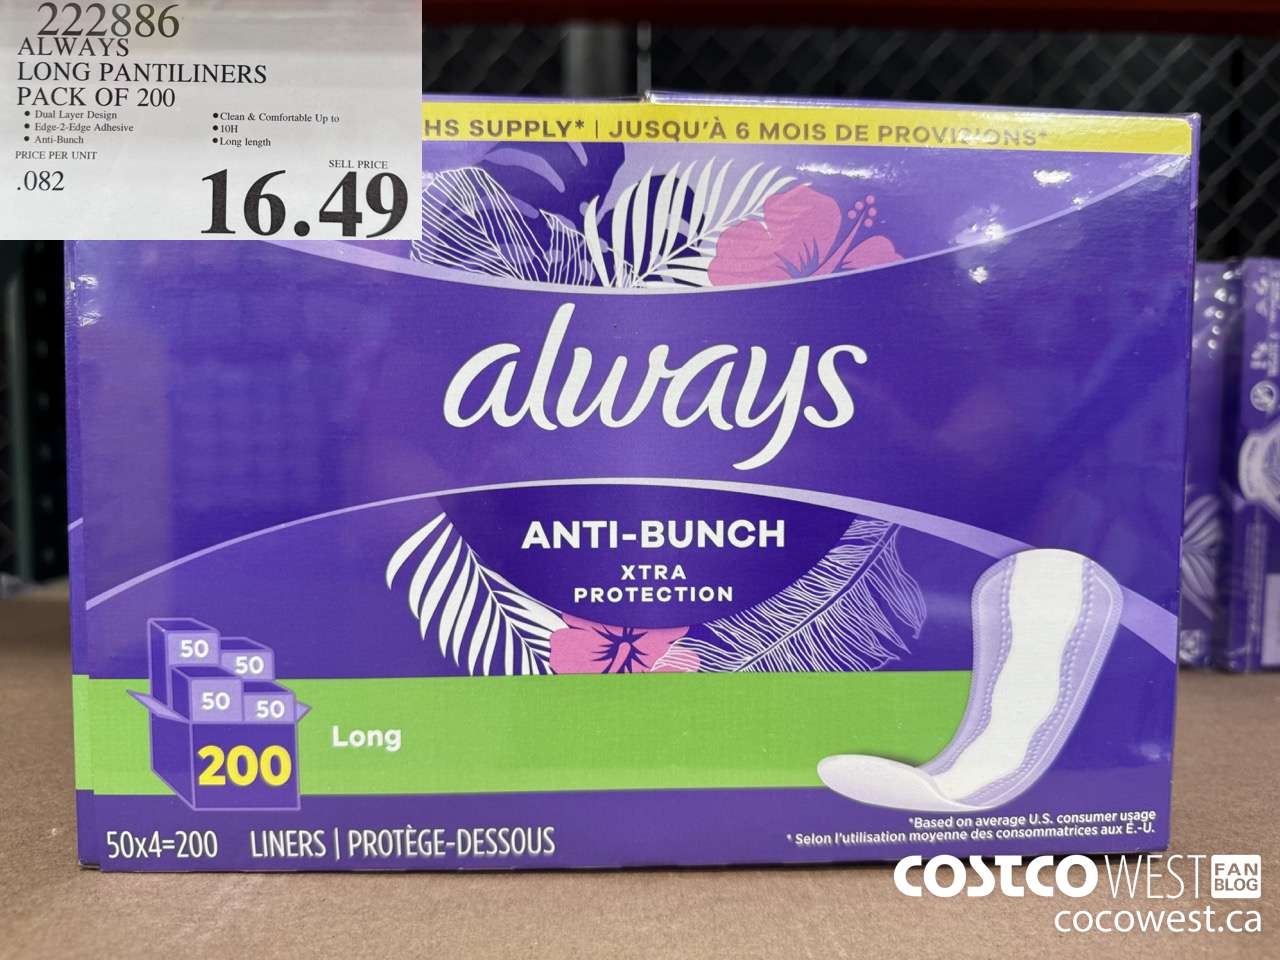 222886
ALWAYS
LONG PANTILINERS
PACK OF 200
• Dual Layer Design
• Edge-2-Edge Adhesive
• Anti-Bunch
• Clean & Comfortable Up to
• 10H
• Long length
PRICE PER UNIT
.082
SELL PRICE
16.49
HS SUPPLY* | JUSQU'À 6 MOIS DE PROVISIONS*
always
ANTI-BUNCH
XTRA
PROTECTION
50
50
50
50
200
Long
50x4=200 LINERS | PROTÈGE-DESSOUS
*Based on average U.S. consumer usage
* Selon l'utilisation moyenne des consommatrices aux É.-U.
COSTCO WEST FAN BLOG
cocowest.ca